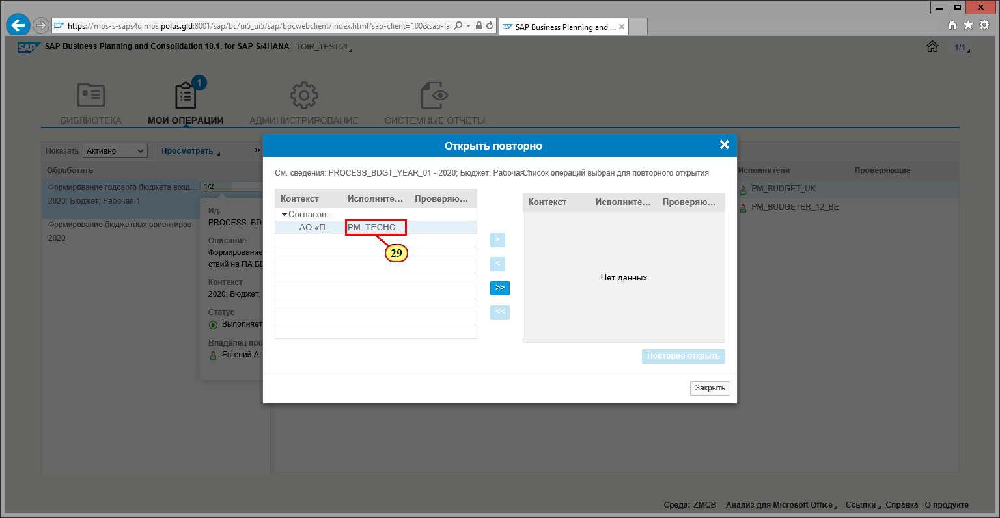 https://mos-s-saps4q.mos.polus.gld:8001/sap/bc/ui5_ui5/sap/bpcwebclient/index.html?sap-client=100&sap-la
SAP Business Planning and ...
SAP
SAP Business Planning and Consolidation 10.1, for SAP S/4HANA
TOIR_TEST54
1/1
1
БИБЛИОТЕКА
МОИ ОПЕРАЦИИ
АДМИНИСТРИРОВАНИЕ
СИСТЕМНЫЕ ОТЧЕТЫ
Показать
Активно
Просмотреть
»
Обработать
Формирование годового бюджета возд...
1/2
2020; Бюджет; Рабочая 1
Формирование бюджетных ориентиров
2020
Ид.
PROCESS_BD
Описание
Формирование
ствий на ПА БЕ
Контекст
2020; Бюджет;
Статус
Выполняет
Владелец про
Евгений Ал
Открыть повторно
См. сведения: PROCESS_BDGT_YEAR_01 - 2020; Бюджет; Рабочая 1
Список операций выбран для повторного открытия
Контекст
Исполните...
Проверяю...
Согласов...
АО «П...
PM_TECHC...
29
>
<
>>
<<
Контекст
Исполните...
Проверяю...
Нет данных
Повторно открыть
Закрыть
Исполнители
Проверяющие
PM_BUDGET_UK
PM_BUDGETER_12_BE
Среда: ZMCB
Анализ для Microsoft Office
Ссылки
Справка
О продукте